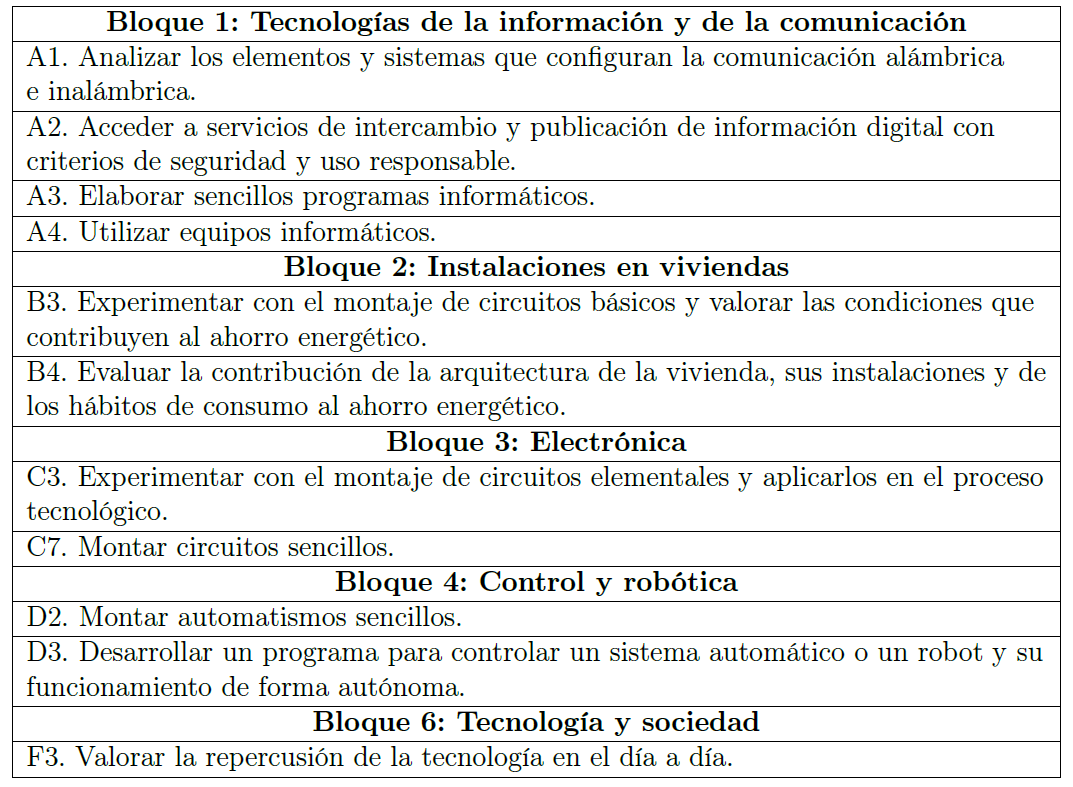 Bloque 1: Tecnologías de la información y de la comunicación
A1. Analizar los elementos y sistemas que configuran la comunicación alámbrica
e inalámbrica.
A2. Acceder a servicios de intercambio y publicación de información digital con
criterios de seguridad y uso responsable.
A3. Elaborar sencillos programas informáticos.
A4. Utilizar equipos informáticos.
Bloque 2: Instalaciones en viviendas
B3. Experimentar con el montaje de circuitos básicos y valorar las condiciones que
contribuyen al ahorro energético.
B4. Evaluar la contribución de la arquitectura de la vivienda, sus instalaciones y de
los hábitos de consumo al ahorro energético.
Bloque 3: Electrónica
C3. Experimentar con el montaje de circuitos elementales y aplicarlos en el proceso
tecnológico.
C7. Montar circuitos sencillos.
Bloque 4: Control y robótica
D2. Montar automatismos sencillos.
D3. Desarrollar un programa para controlar un sistema automático o un robot y su
funcionamiento de forma autónoma.
Bloque 6: Tecnología y sociedad
F3. Valorar la repercusión de la tecnología en el día a día.